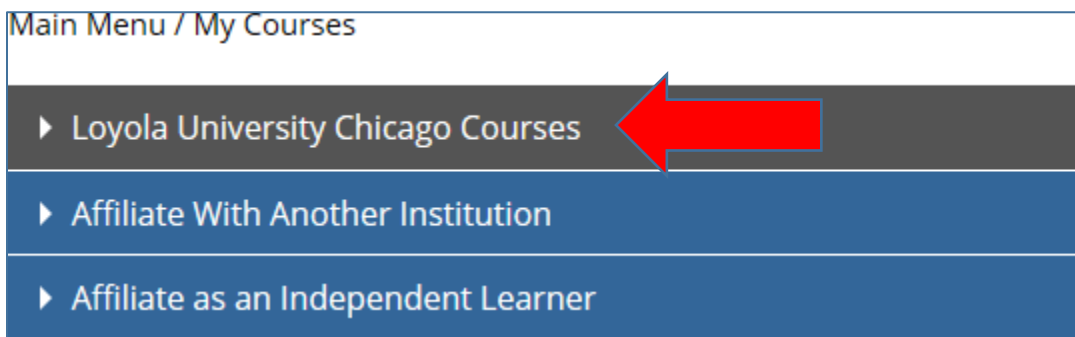 Main Menu / My Courses
Loyola University Chicago Courses
Affiliate With Another Institution
Affiliate as an Independent Learner